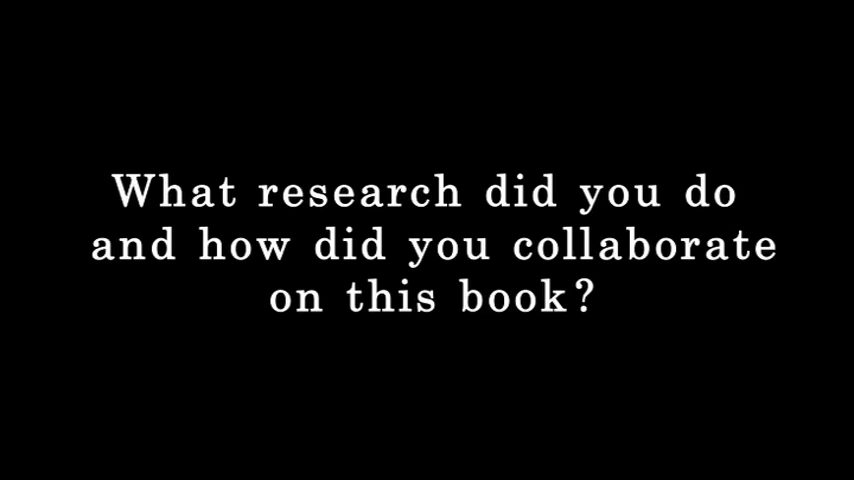 What research did you do
and how did you collaborate
on this book?